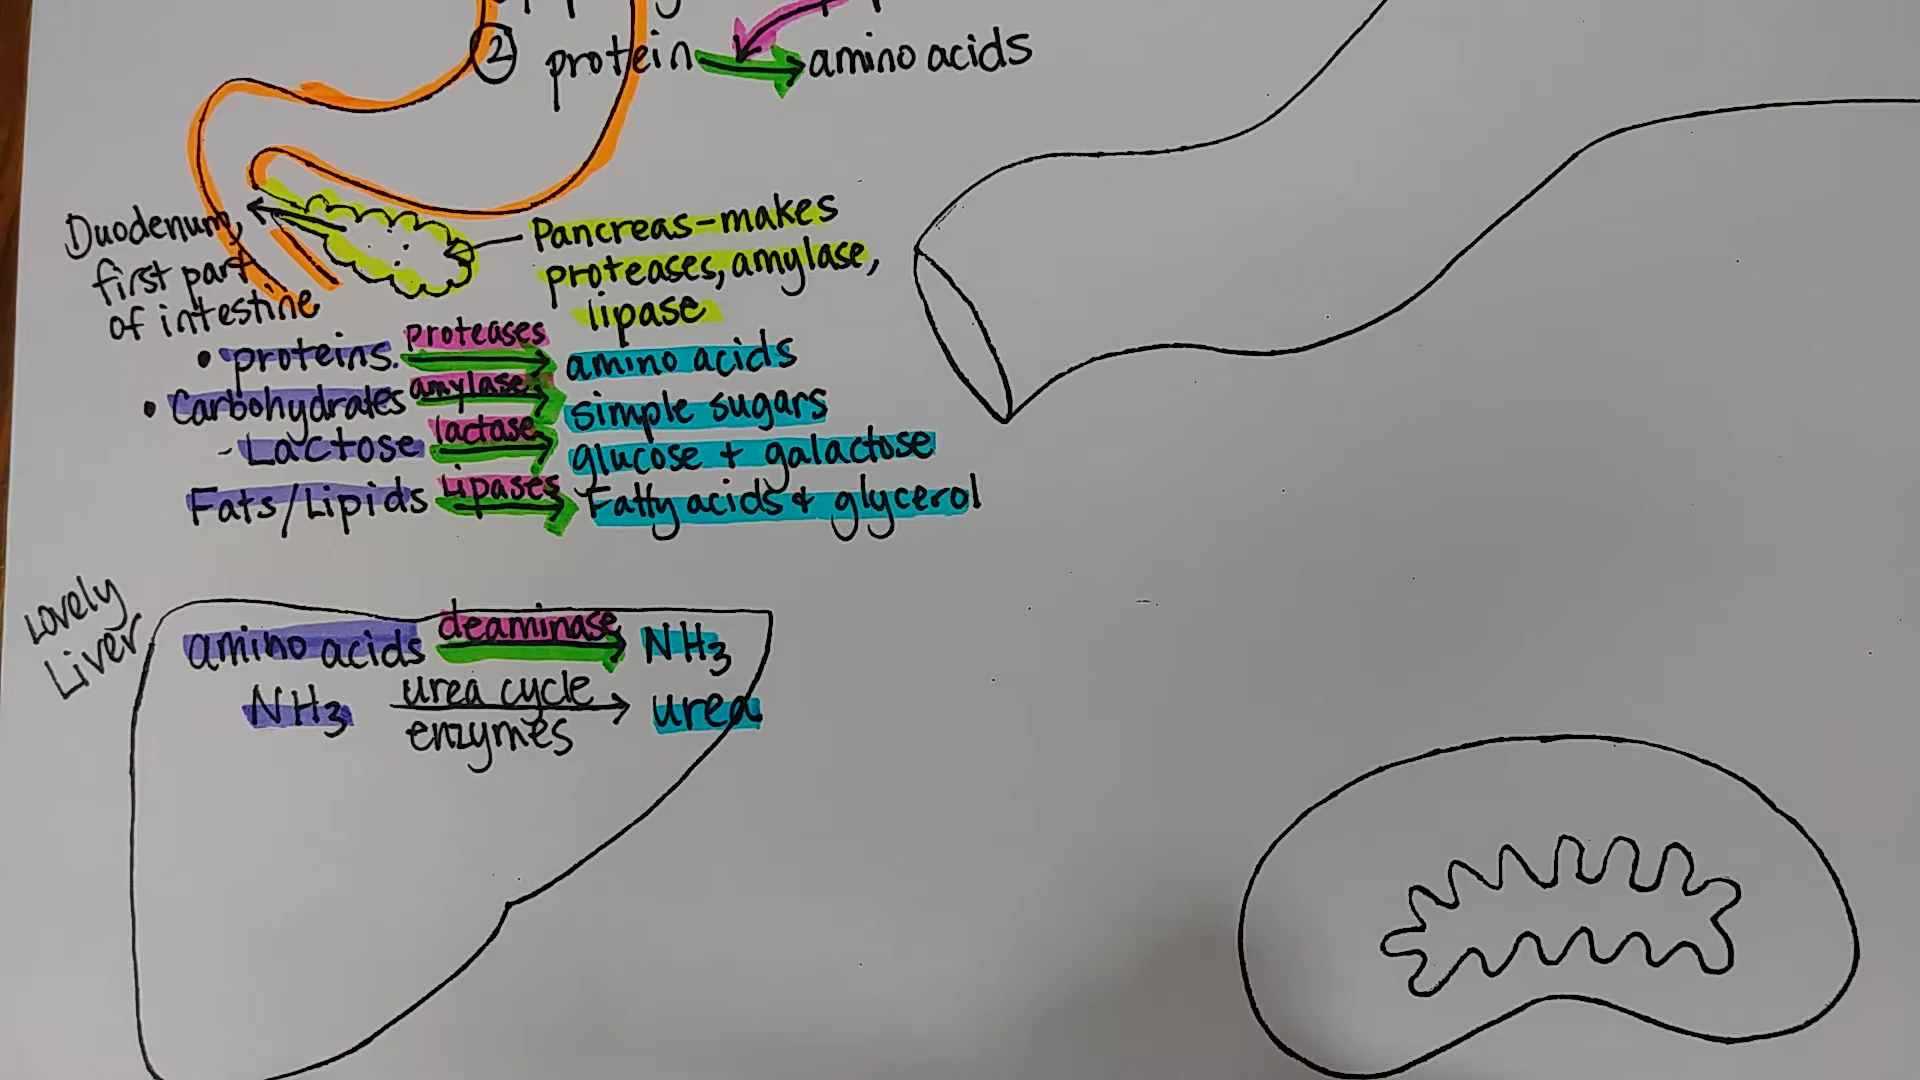 ② protein → amino acids
Duodenum,
first part
of intestine
Pancreas-makes
proteases, amylase,
lipase
• proteins. proteases → amino acids
• Carbohydrates amylase → simple sugars
- Lactose lactase → glucose + galactose
Fats/Lipids Lipases → Fatty acids & glycerol
Lovely
Liver
amino acids deaminase → NH3
NH3 urea cycle enzymes → urea